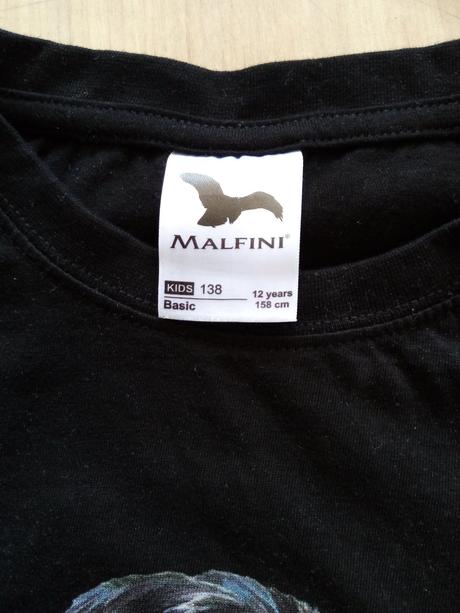 MALFINI®
KIDS 138
Basic
12 years
158 cm